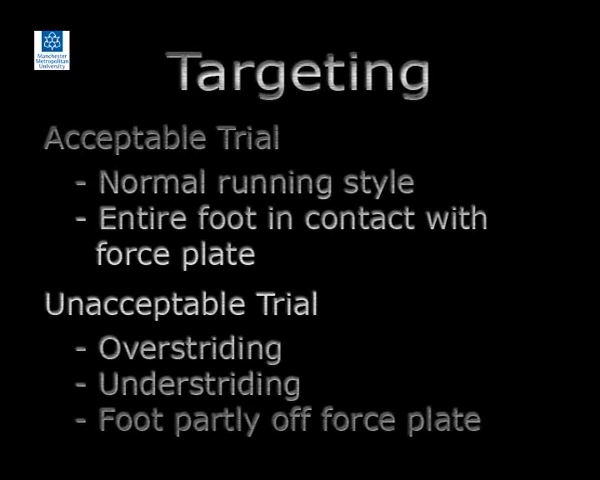 Manchester
Metropolitan
University
Targeting
Acceptable Trial
- Normal running style
- Entire foot in contact with
force plate
Unacceptable Trial
- Overstriding
- Understriding
- Foot partly off force plate